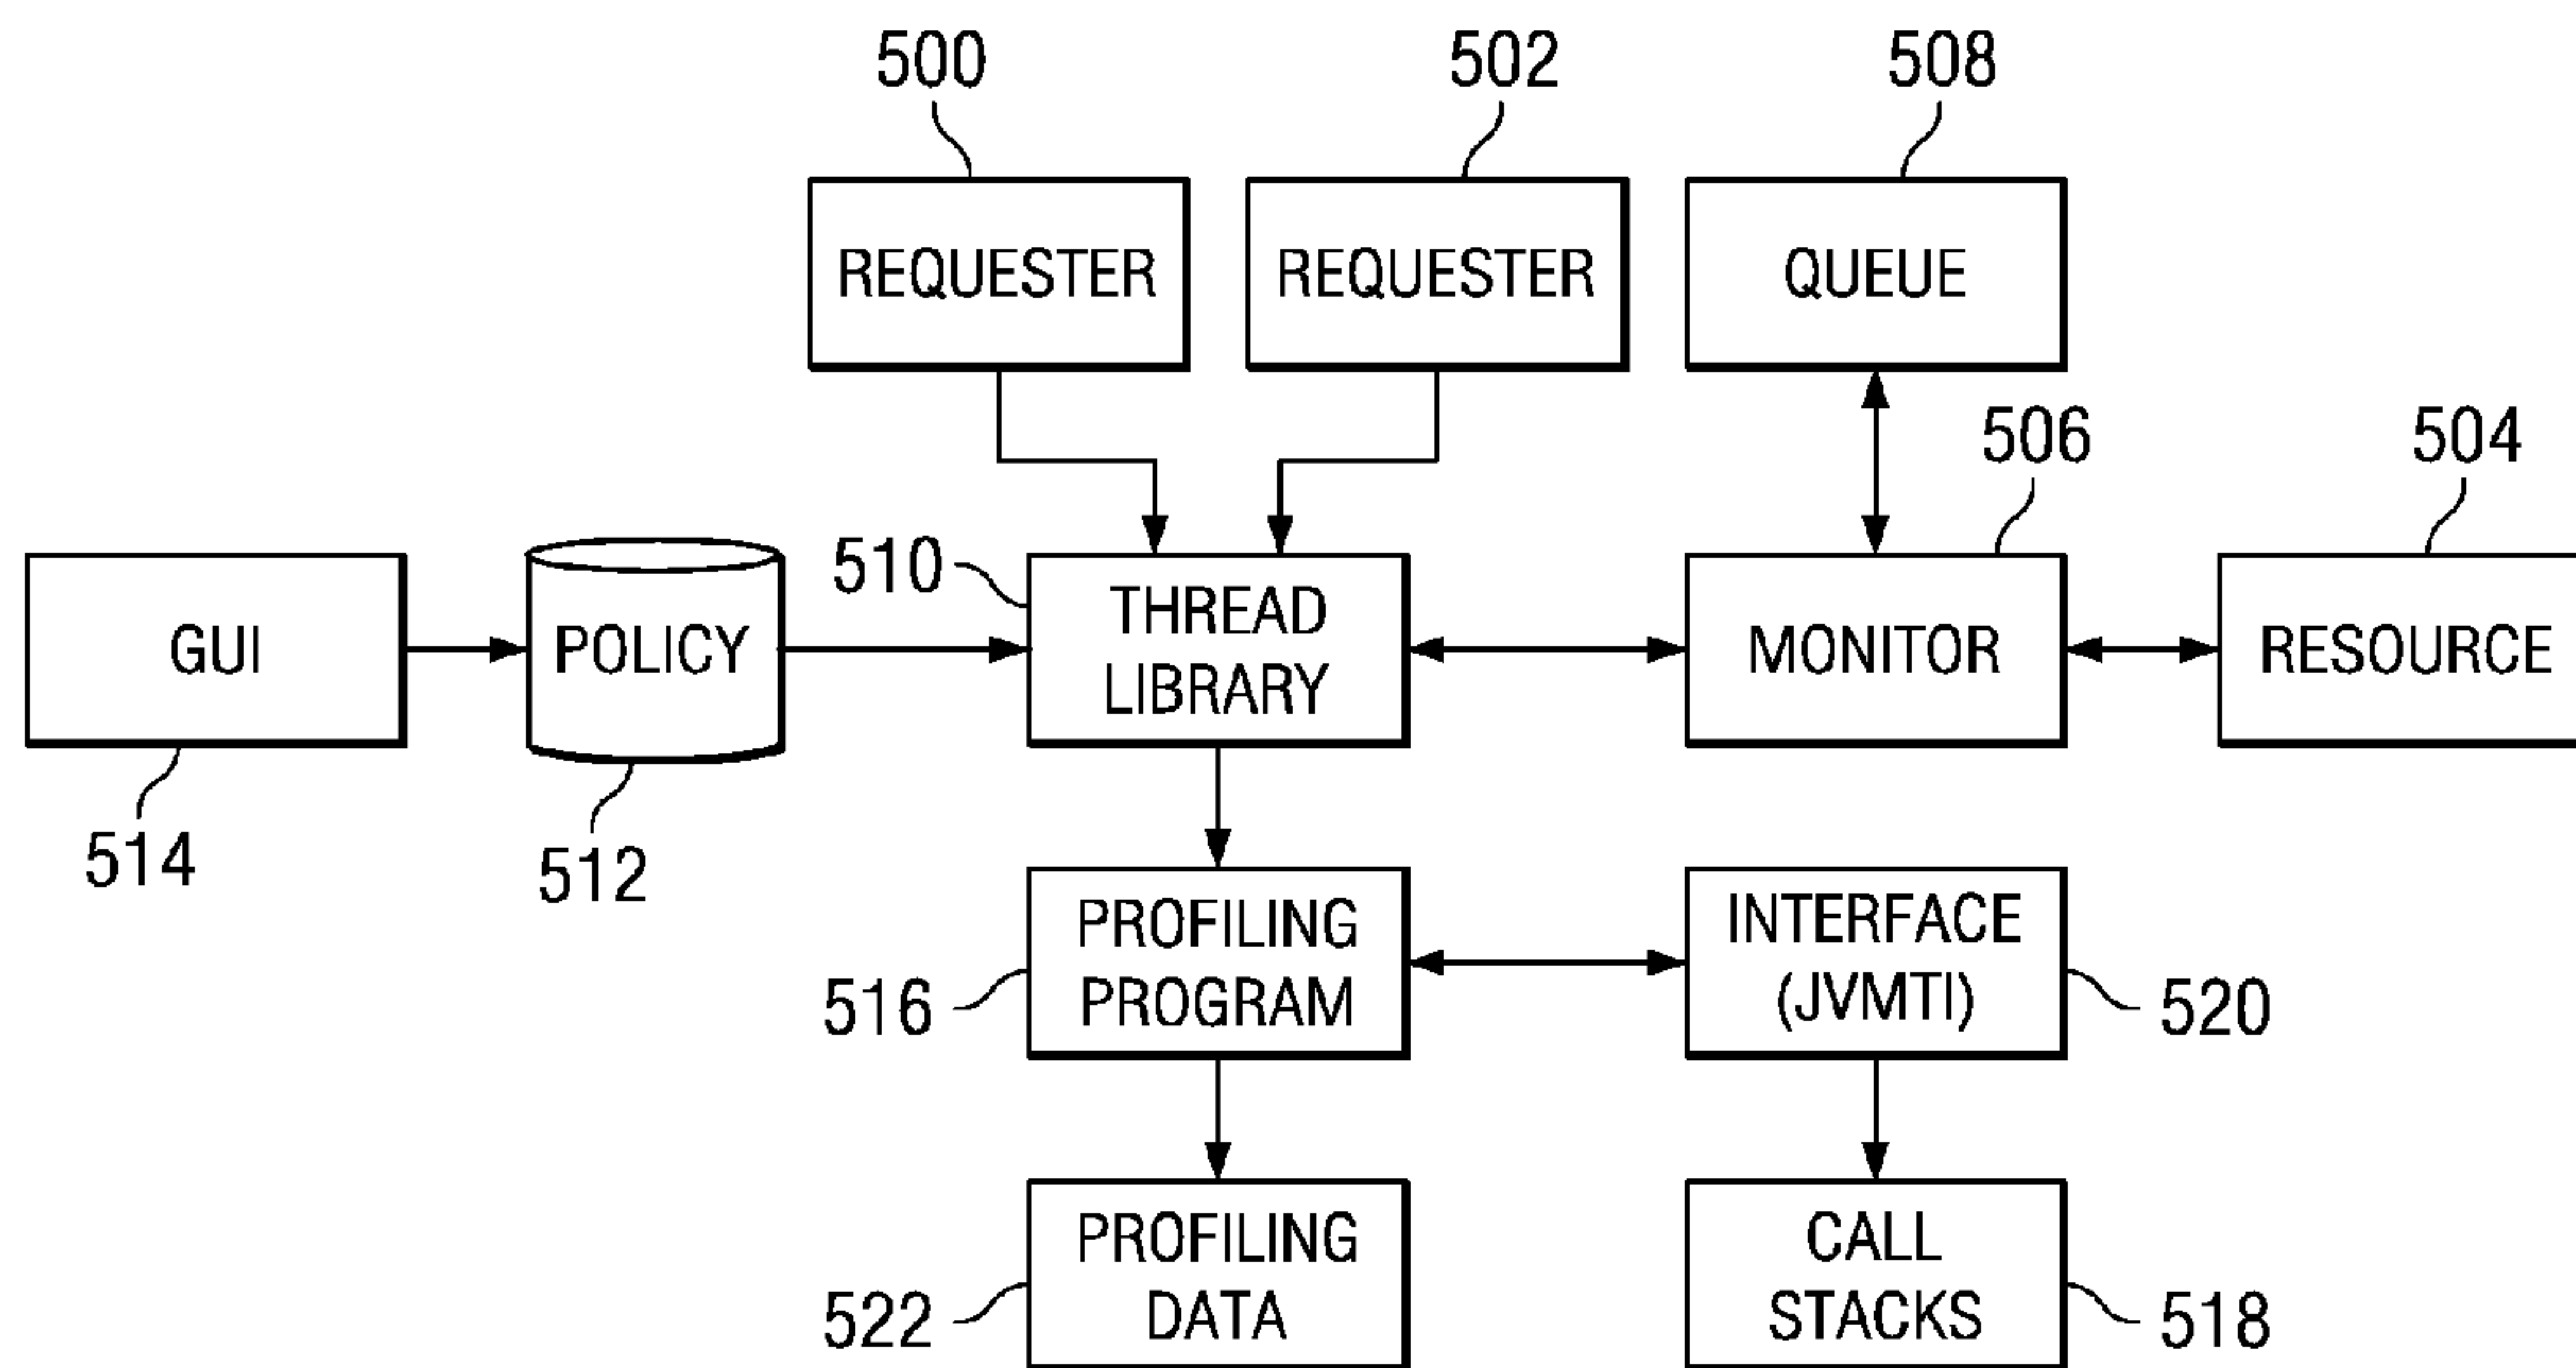 500
502
508
REQUESTER
REQUESTER
QUEUE
506
504
510
GUI
POLICY
THREAD
LIBRARY
MONITOR
RESOURCE
514
512
PROFILING
PROGRAM
INTERFACE
(JVMTI)
516
520
PROFILING
DATA
CALL
STACKS
522
518